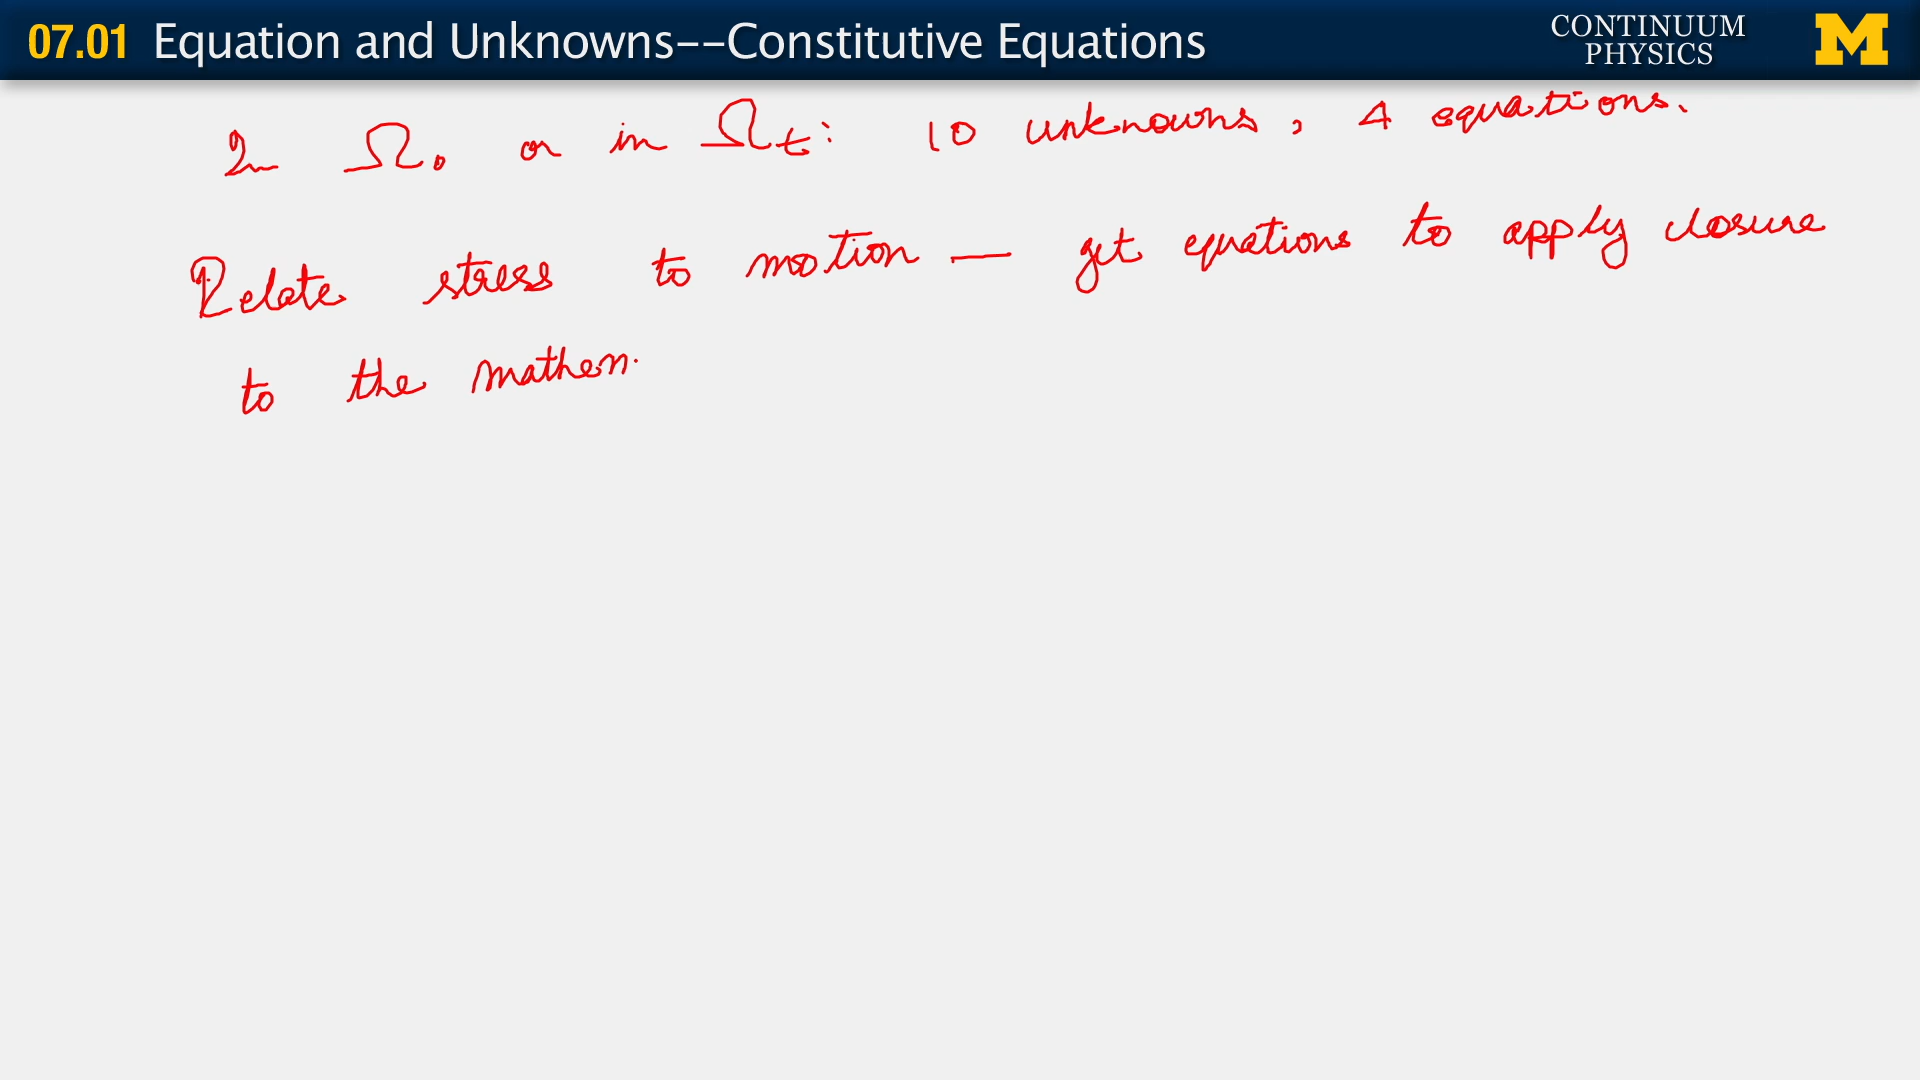 07.01 Equation and Unknowns--Constitutive Equations
CONTINUUM
PHYSICS
M
In Ω₀ or in Ωₜ: 10 unknowns, 4 equations.
Relate stress to motion — get equations to apply closure
to the mathem.